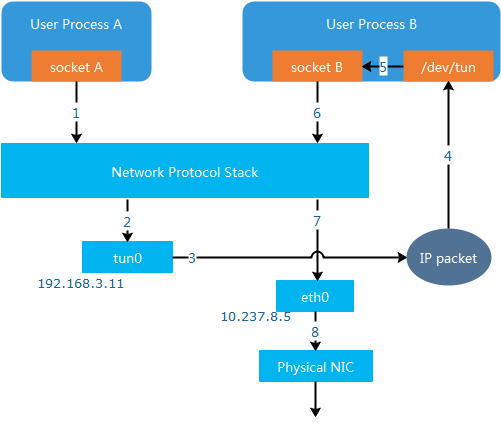 User Process A
User Process B
socket A
socket B
5
/dev/tun
1
6
4
Network Protocol Stack
2
7
tun0
3
IP packet
192.168.3.11
eth0
10.237.8.5
8
Physical NIC